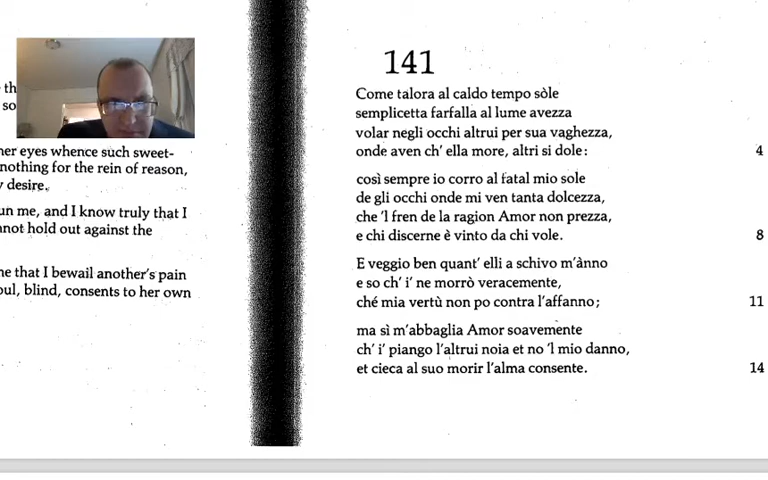 th
so
her eyes whence such sweet-
nothing for the rein of reason,
desire.
un me, and I know truly that I
not hold out against the
e that I bewail another's pain
oul, blind, consents to her own
141
Come talora al caldo tempo sòle
semplicetta farfalla al lume avezza
volar negli occhi altrui per sua vaghezza,
onde aven ch' ella more, altri si dole: 4
così sempre io corro al fatal mio sole
de gli occhi onde mi ven tanta dolcezza,
che 'l fren de la ragion Amor non prezza,
e chi discerne è vinto da chi vole. 8
E veggio ben quant' elli a schivo m'ànno
e so ch' i' ne morrò veracemente,
ché mia vertù non po contra l'affanno; 11
ma sì m'abbaglia Amor soavemente
ch' i' piango l'altrui noia et no 'l mio danno,
et cieca al suo morir l'alma consente. 14